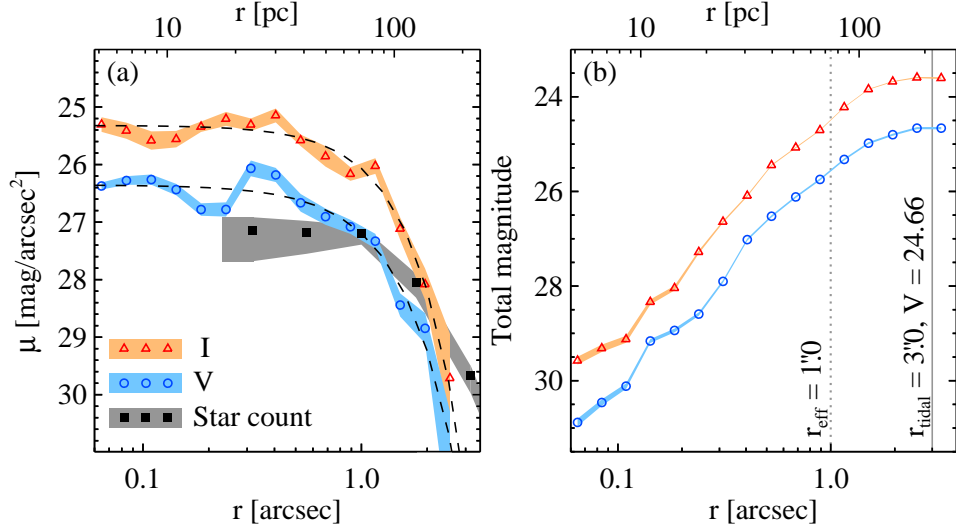 r [pc]
r [pc]
10
100
10
100
(a)
(b)
25
26
27
28
29
30
μ [mag/arcsec²]
I
V
Star count
0.1
1.0
r [arcsec]
24
26
28
30
Total magnitude
r_eff = 1″.0
r_tidal = 3″.0, V = 24.66
0.1
1.0
r [arcsec]